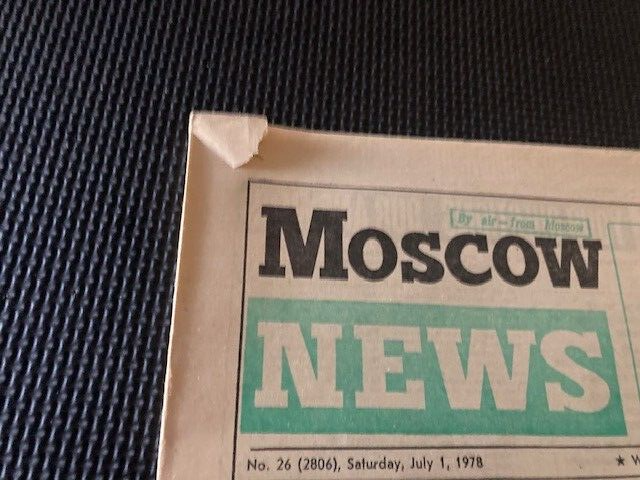 By air—from Moscow
Moscow
NEWS
No. 26 (2806), Saturday, July 1, 1978 ★